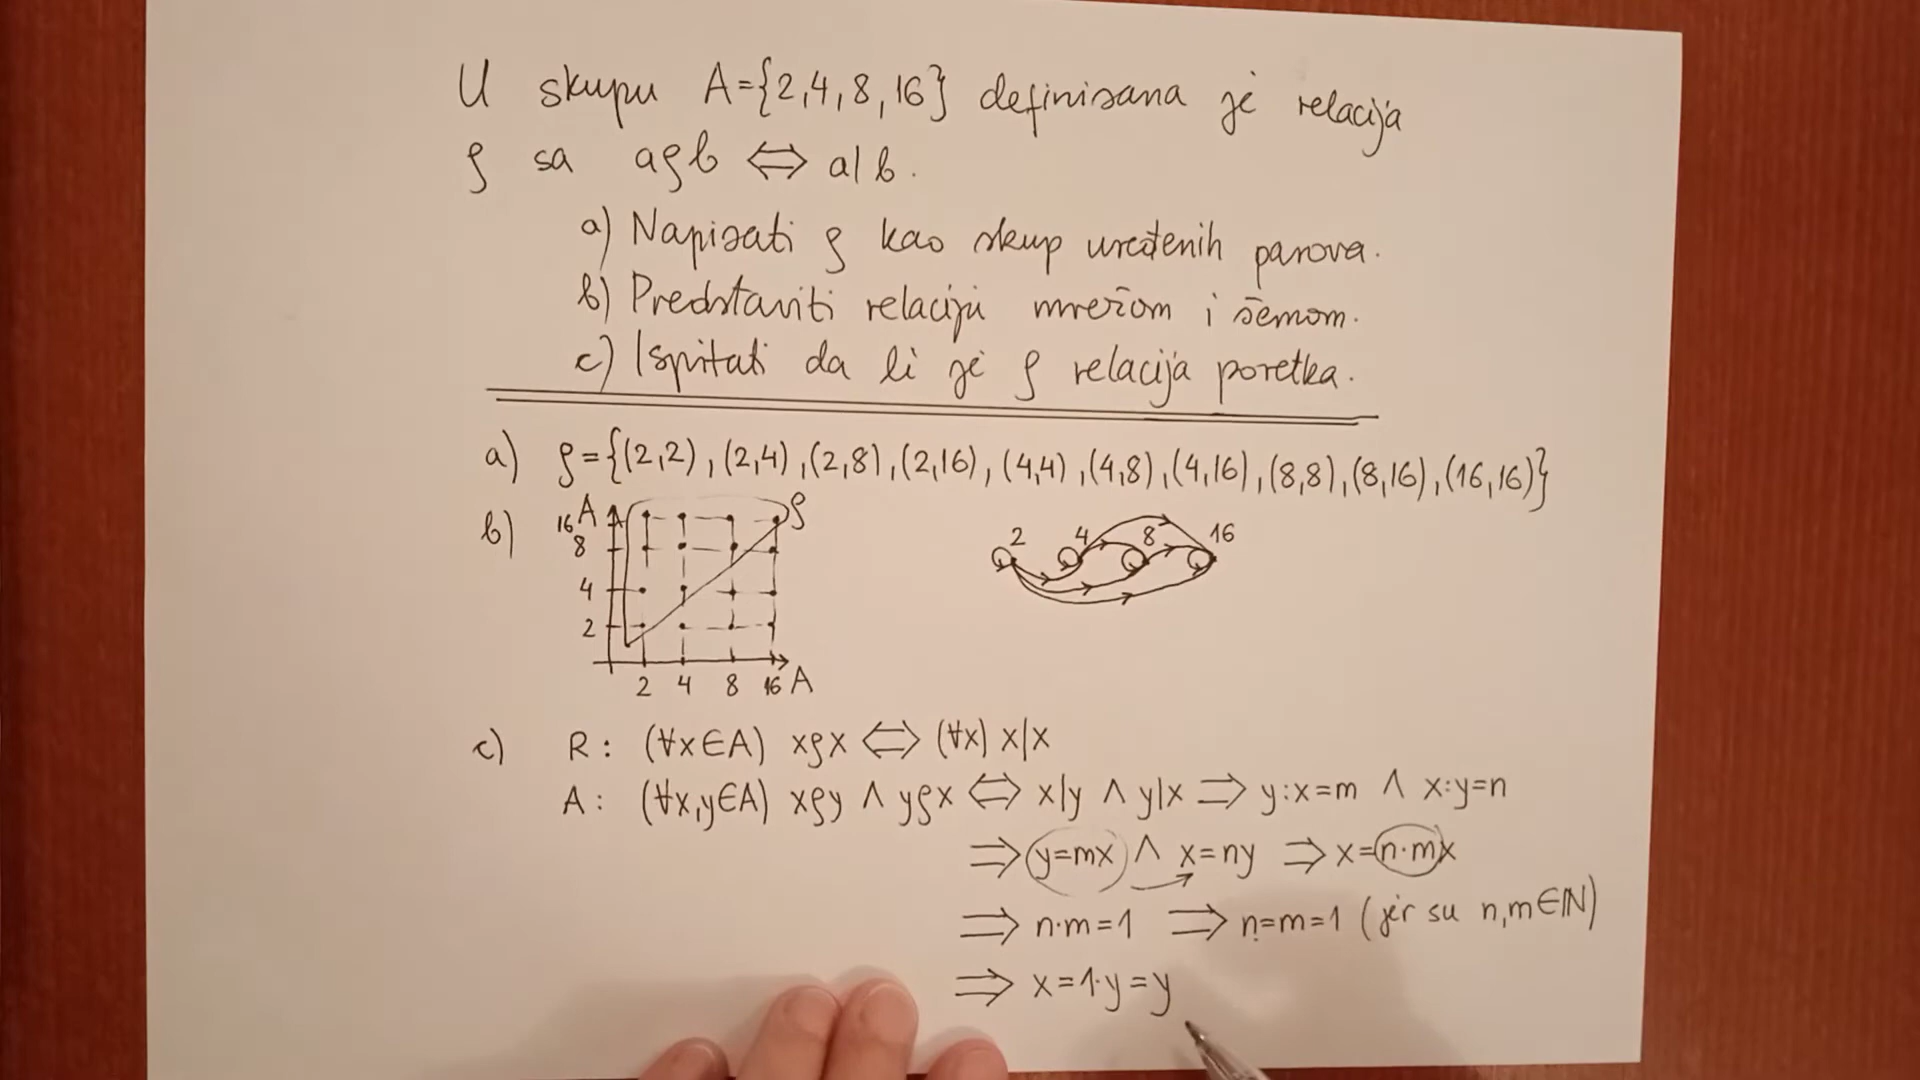 U skupu A={2,4,8,16} definisana je relacija
ρ sa aρb ⇔ a|b.
a) Napisati ρ kao skup uređenih parova.
b) Predstaviti relaciju mrežom i šemom.
c) Ispitati da li je ρ relacija poretka.
a) ρ={(2,2),(2,4),(2,8),(2,16),(4,4),(4,8),(4,16),(8,8),(8,16),(16,16)}
b)
A ρ
16
8
4
2
2 4 8 16 A
2 4 8 16
c) R: (∀x∈A) xρx ⇔ (∀x) x|x
A: (∀x,y∈A) xρy ∧ yρx ⇔ x|y ∧ y|x ⇒ y:x=m ∧ x:y=n
⇒ y=mx ∧ x=ny ⇒ x=n·mx
⇒ n·m=1 ⇒ n=m=1 (jer su n,m∈ℕ)
⇒ x=1·y=y